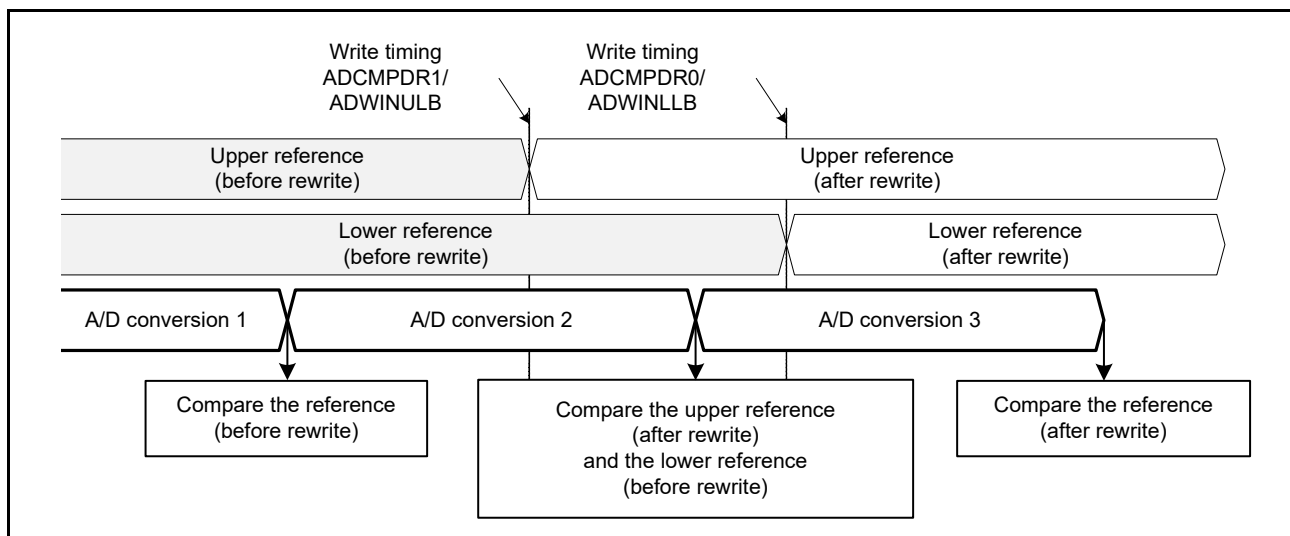 Write timing
ADCMPDR1/
ADWINULB
Write timing
ADCMPDR0/
ADWINLLB
Upper reference
(before rewrite)
Upper reference
(after rewrite)
Lower reference
(before rewrite)
Lower reference
(after rewrite)
A/D conversion 1
A/D conversion 2
A/D conversion 3
Compare the reference
(before rewrite)
Compare the upper reference
(after rewrite)
and the lower reference
(before rewrite)
Compare the reference
(after rewrite)